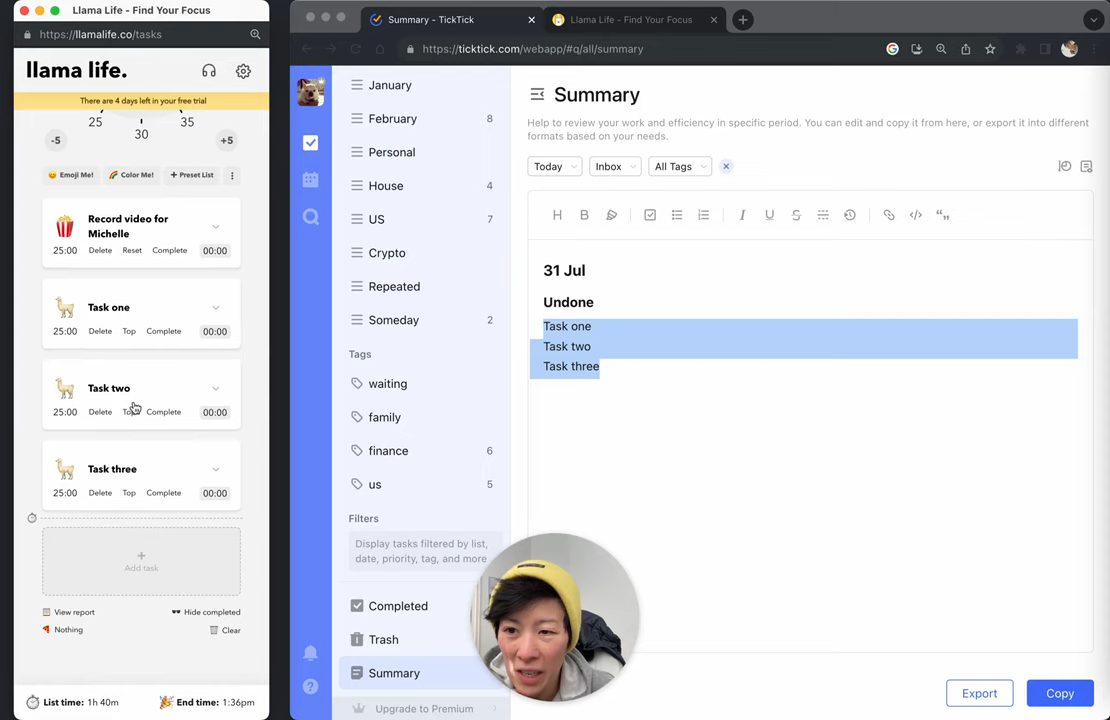 Llama Life - Find Your Focus
https://llamalife.co/tasks
llama life.
There are 4 days left in your free trial
25
30
35
-5
+5
Emoji Me!
Color Me!
+ Preset List
Record video for
Michelle
25:00 Delete Reset Complete 00:00
Task one
25:00 Delete Top Complete 00:00
Task two
25:00 Delete Top Complete 00:00
Task three
25:00 Delete Top Complete 00:00
+
Add task
View report
Hide completed
Nothing
Clear
List time: 1h 40m
End time: 1:36pm
Summary - TickTick
Llama Life - Find Your Focus
https://ticktick.com/webapp/#q/all/summary
January
February 8
Personal
House 4
US 7
Crypto
Repeated
Someday 2
Tags
waiting
family
finance 6
us 5
Filters
Display tasks filtered by list,
date, priority, tag, and more
Completed
Trash
Summary
Upgrade to Premium
Summary
Help to review your work and efficiency in specific period. You can edit and copy it from here, or export it into different
formats based on your needs.
Today
Inbox
All Tags
H B I U S
31 Jul
Undone
Task one
Task two
Task three
Export
Copy